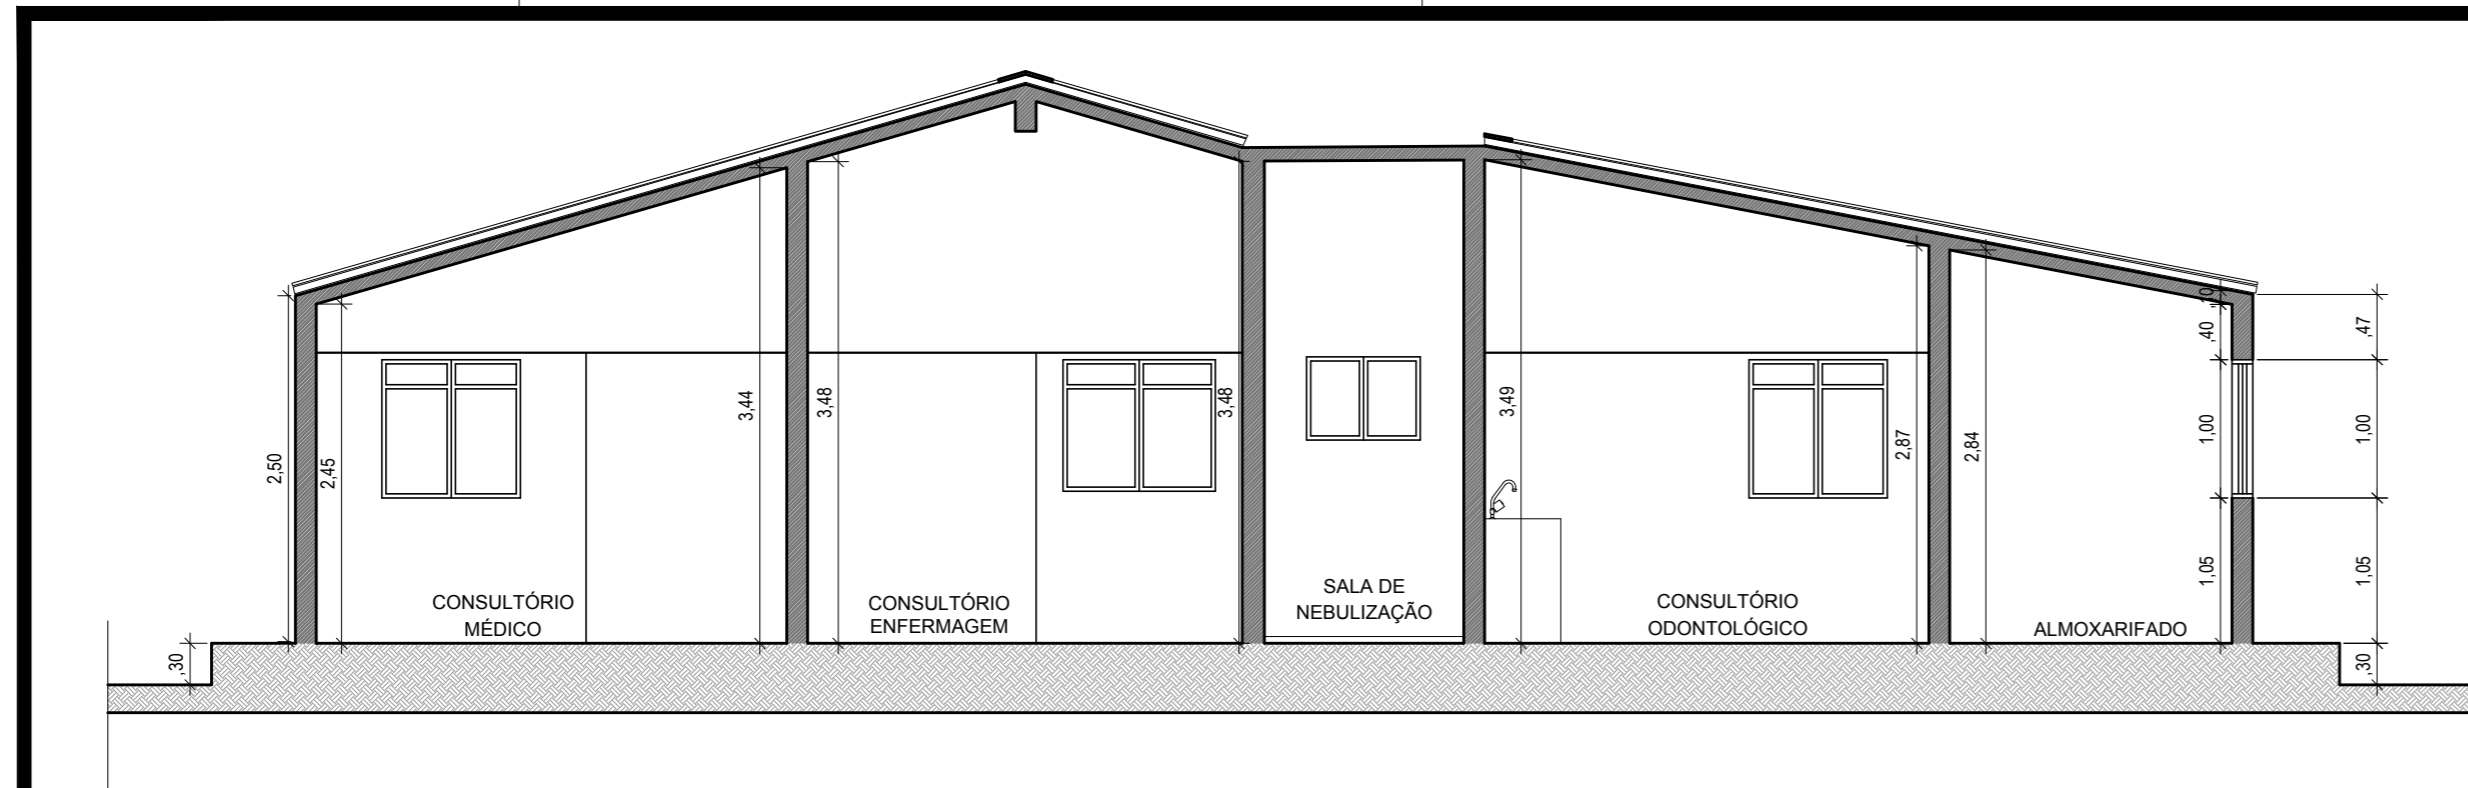 ,10
,40
,47
3,44
3,48
3,48
3,49
1,00
1,00
2,50
2,45
2,87
2,84
1,05
1,05
SALA DE
NEBULIZAÇÃO
CONSULTÓRIO
MÉDICO
CONSULTÓRIO
ENFERMAGEM
CONSULTÓRIO
ODONTOLÓGICO
ALMOXARIFADO
,30
,30